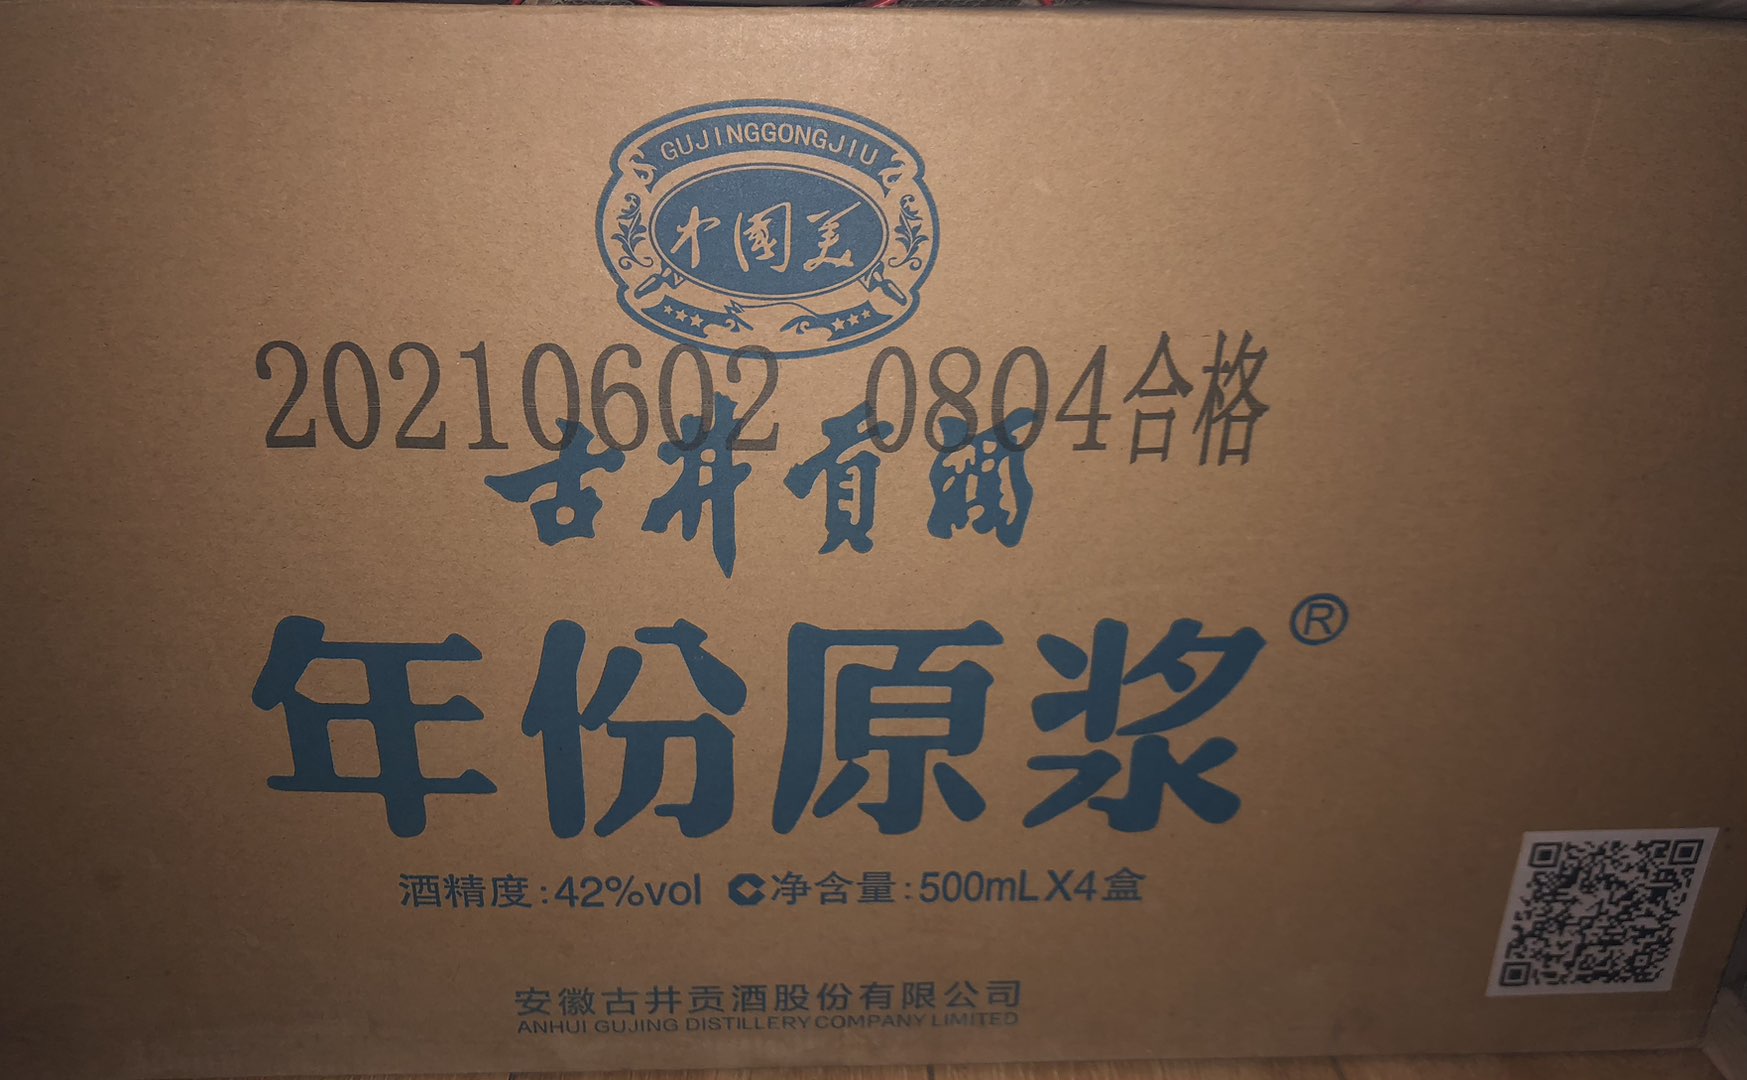 GUJINGGONGJIU
中國美
20210602 0804合格
古井贡酒
年份原浆®
酒精度:42%vol 净含量:500mLX4盒
安徽古井贡酒股份有限公司
ANHUI GUJING DISTILLERY COMPANY LIMITED